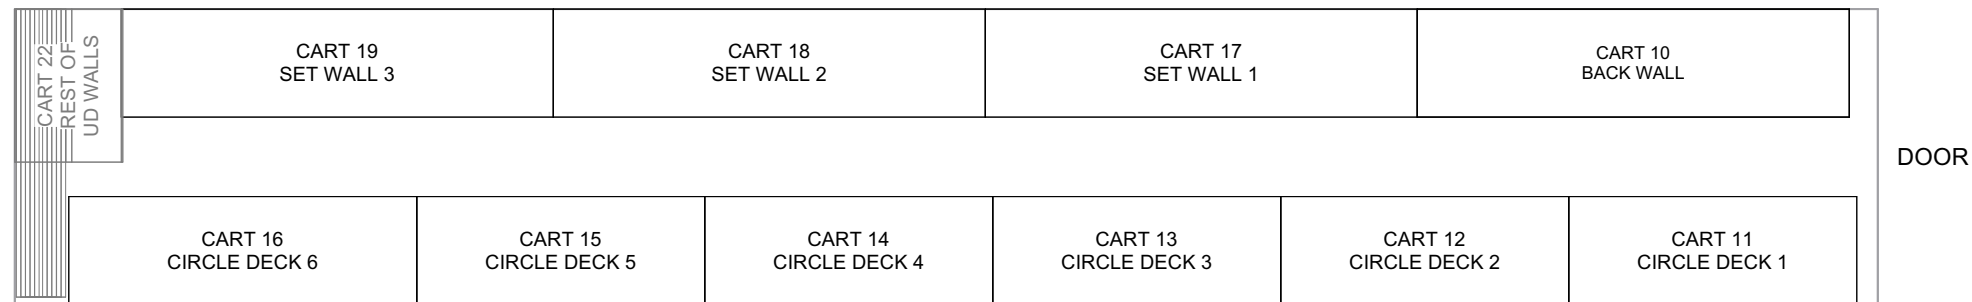 CART 22
REST OF
UD WALLS
CART 19
SET WALL 3
CART 18
SET WALL 2
CART 17
SET WALL 1
CART 10
BACK WALL
DOOR
CART 16
CIRCLE DECK 6
CART 15
CIRCLE DECK 5
CART 14
CIRCLE DECK 4
CART 13
CIRCLE DECK 3
CART 12
CIRCLE DECK 2
CART 11
CIRCLE DECK 1